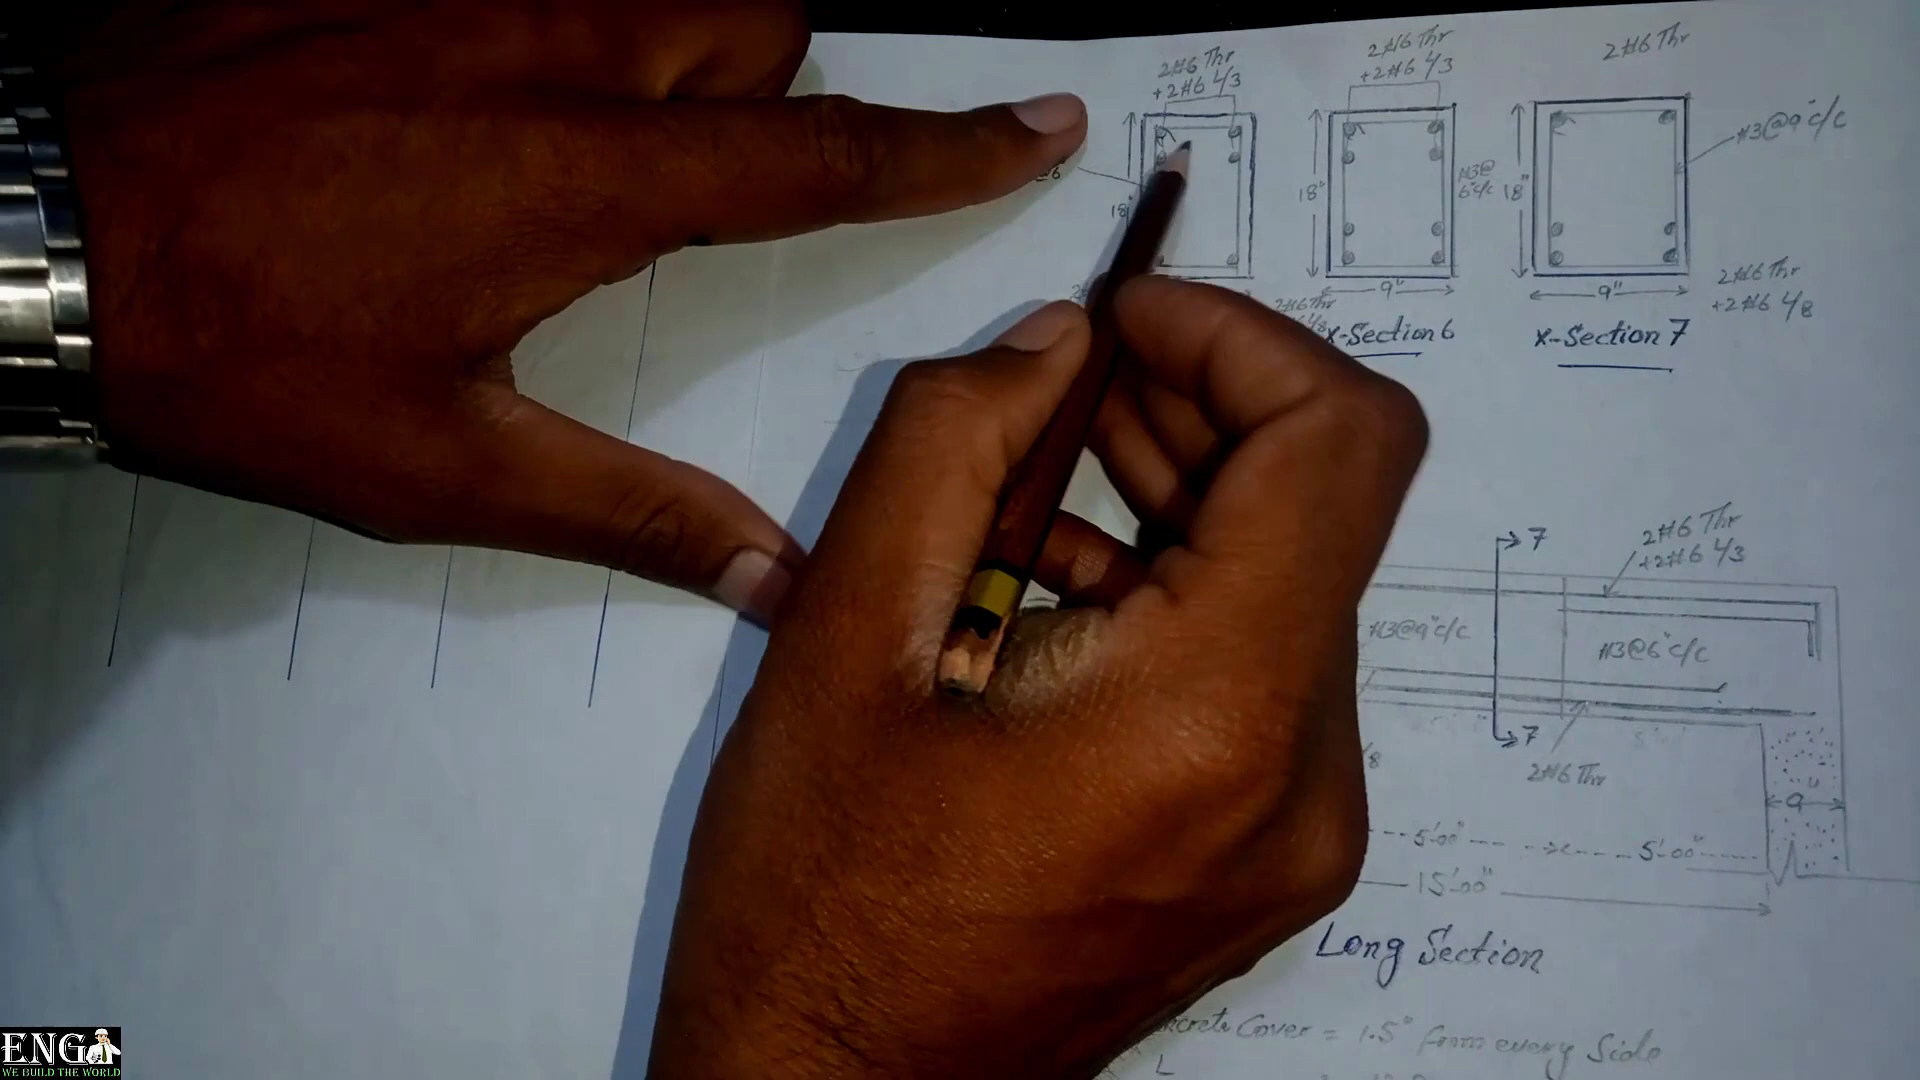 2#6 Thr
+2#6 L/3
18"
2#6 Thr
+2#6 L/3
18"
#3@
6"c/c
9"
X-Section 6
2#6 Thr
18"
#3@9"c/c
9"
2#6 Thr
+2#6 L/8
X-Section 7
2#6 Thr
7
2#6 Thr
+2#6 L/3
#3@9"c/c
#3@6"c/c
7
2#6 Thr
9"
5'-00"
5'-00"
15'-00"
Long Section
Cover = 1.5" from every Side
ENG
WE BUILD THE WORLD